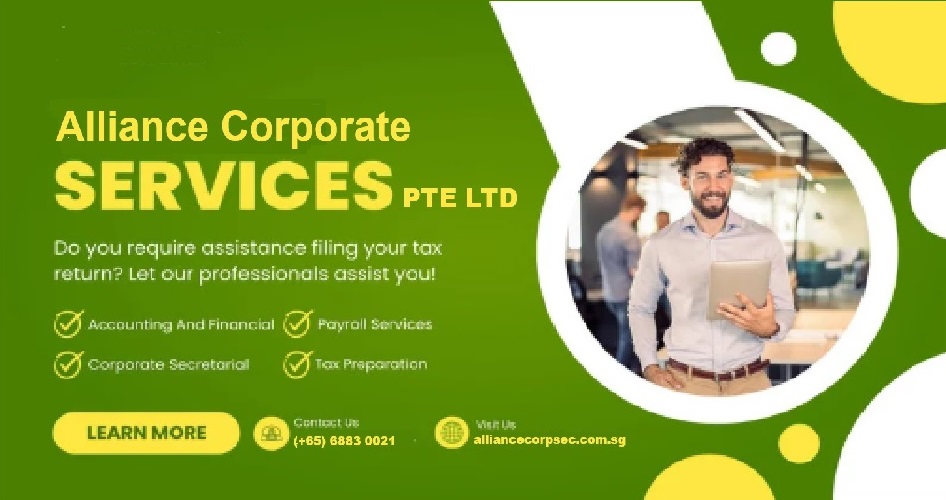 Alliance Corporate
SERVICES PTE LTD
Do you require assistance filing your tax
return? Let our professionals assist you!
Accounting And Financial Payroll Services
Corporate Secretarial Tax Preparation
LEARN MORE
Contact Us
(+65) 6883 0021
Visit Us
alliancecorpsec.com.sg